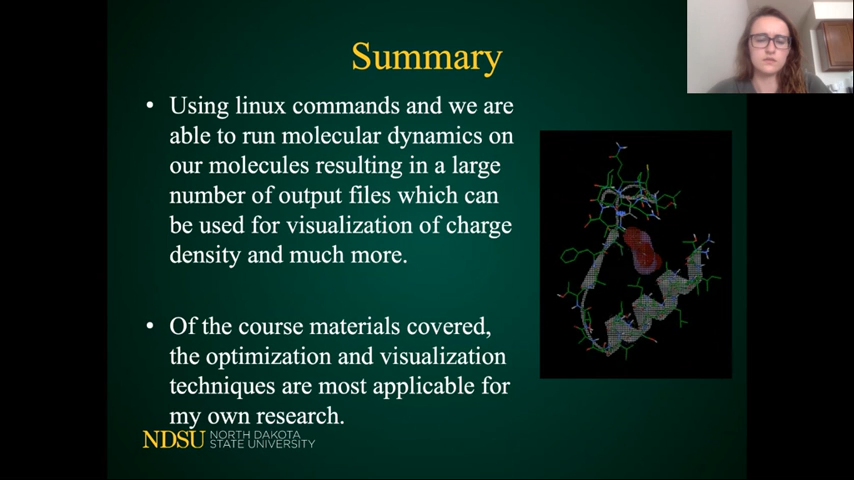 Summary
• Using linux commands and we are
able to run molecular dynamics on
our molecules resulting in a large
number of output files which can
be used for visualization of charge
density and much more.
• Of the course materials covered,
the optimization and visualization
techniques are most applicable for
my own research.
NDSU NORTH DAKOTA
STATE UNIVERSITY